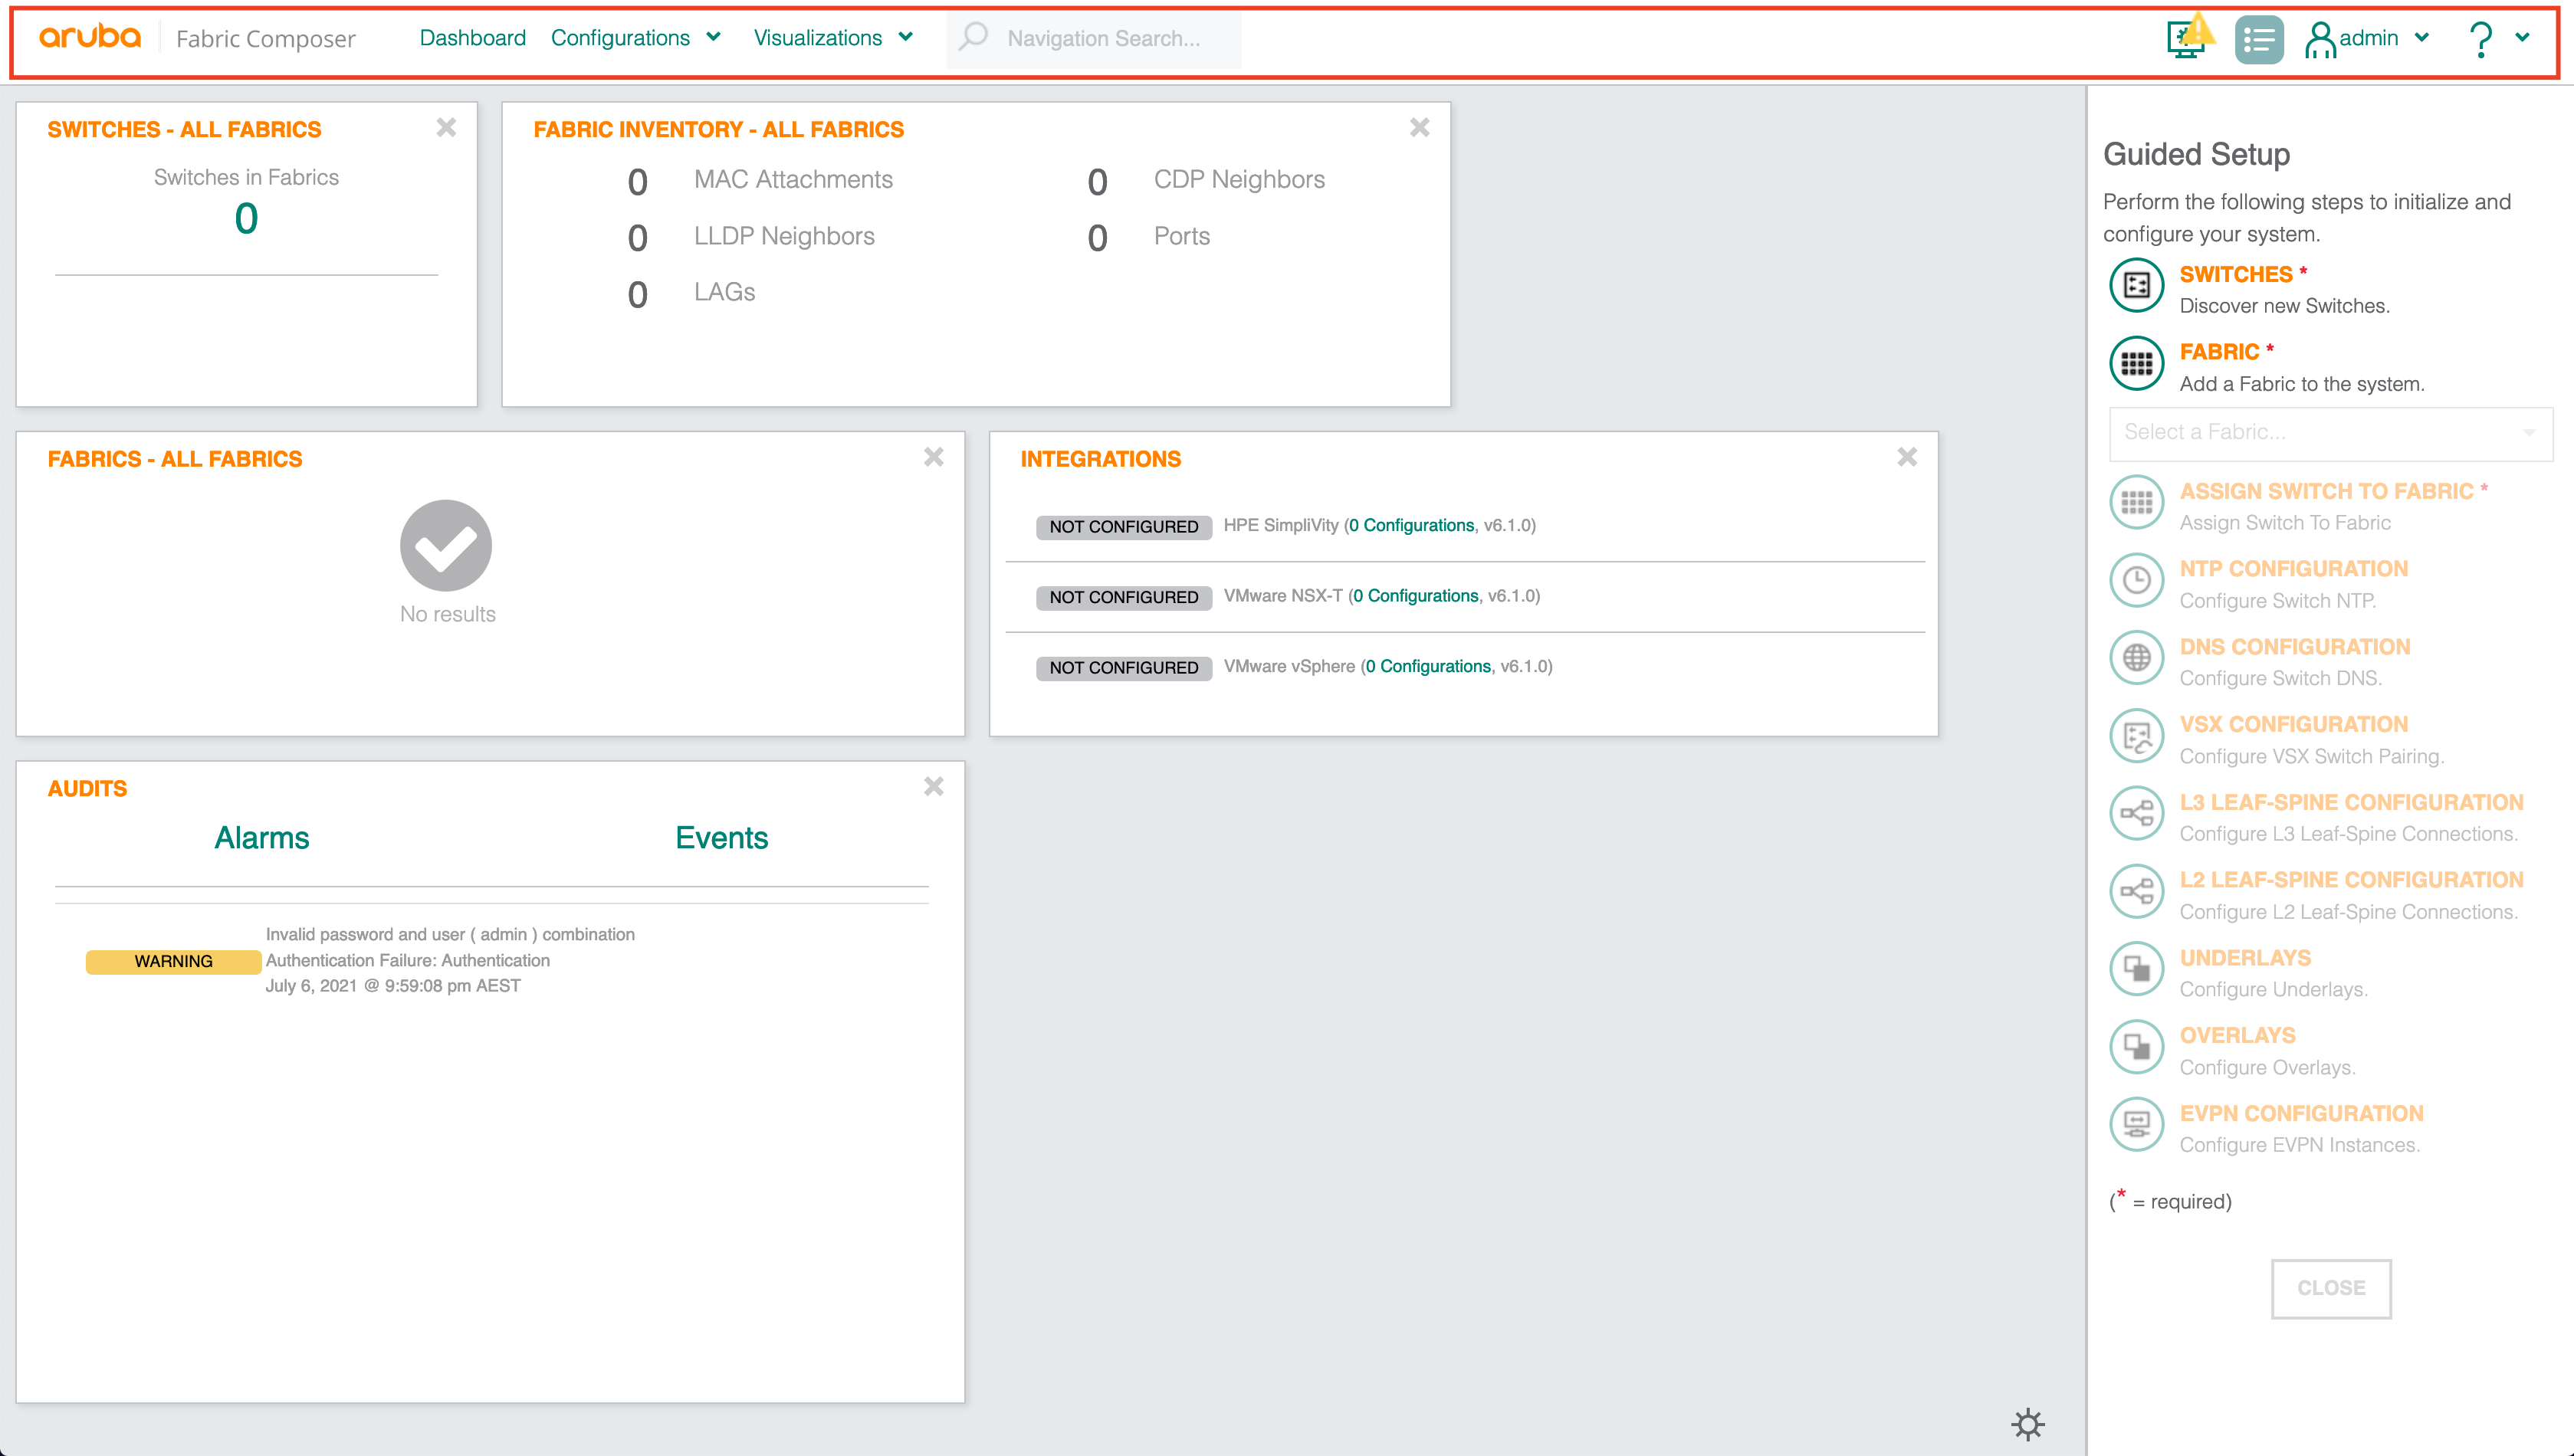 aruba Fabric Composer Dashboard Configurations Visualizations Navigation Search... admin ?
SWITCHES - ALL FABRICS
Switches in Fabrics
0
FABRIC INVENTORY - ALL FABRICS
0 MAC Attachments 0 CDP Neighbors
0 LLDP Neighbors 0 Ports
0 LAGs
FABRICS - ALL FABRICS
No results
INTEGRATIONS
NOT CONFIGURED HPE SimpliVity (0 Configurations, v6.1.0)
NOT CONFIGURED VMware NSX-T (0 Configurations, v6.1.0)
NOT CONFIGURED VMware vSphere (0 Configurations, v6.1.0)
AUDITS
Alarms Events
Invalid password and user ( admin ) combination
WARNING Authentication Failure: Authentication
July 6, 2021 @ 9:59:08 pm AEST
Guided Setup
Perform the following steps to initialize and
configure your system.
SWITCHES *
Discover new Switches.
FABRIC *
Add a Fabric to the system.
Select a Fabric...
ASSIGN SWITCH TO FABRIC *
Assign Switch To Fabric
NTP CONFIGURATION
Configure Switch NTP.
DNS CONFIGURATION
Configure Switch DNS.
VSX CONFIGURATION
Configure VSX Switch Pairing.
L3 LEAF-SPINE CONFIGURATION
Configure L3 Leaf-Spine Connections.
L2 LEAF-SPINE CONFIGURATION
Configure L2 Leaf-Spine Connections.
UNDERLAYS
Configure Underlays.
OVERLAYS
Configure Overlays.
EVPN CONFIGURATION
Configure EVPN Instances.
(* = required)
CLOSE